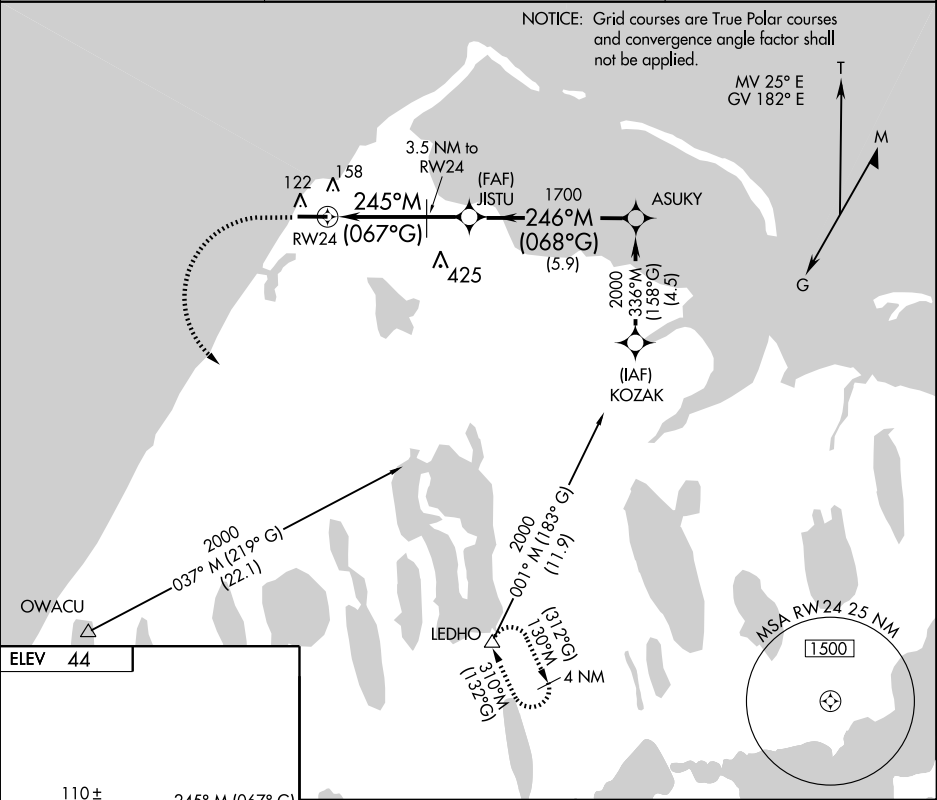 NOTICE: Grid courses are True Polar courses
and convergence angle factor shall
not be applied.
MV 25° E
GV 182° E
T
M
G
3.5 NM to
RW24
(FAF)
JISTU
1700
246°M
(068°G)
(5.9)
ASUKY
122
158
245°M
(067°G)
RW24
425
2000
336°M
(158°G)
(4.5)
(IAF)
KOZAK
2000
037° M (219° G)
(22.1)
OWACU
2000
001° M (183° G)
(11.9)
LEDHO
(312°G)
130°M
310°M
(132°G)
4 NM
MSA RW 24 25 NM
1500
ELEV 44
110±
245° M (067° G)